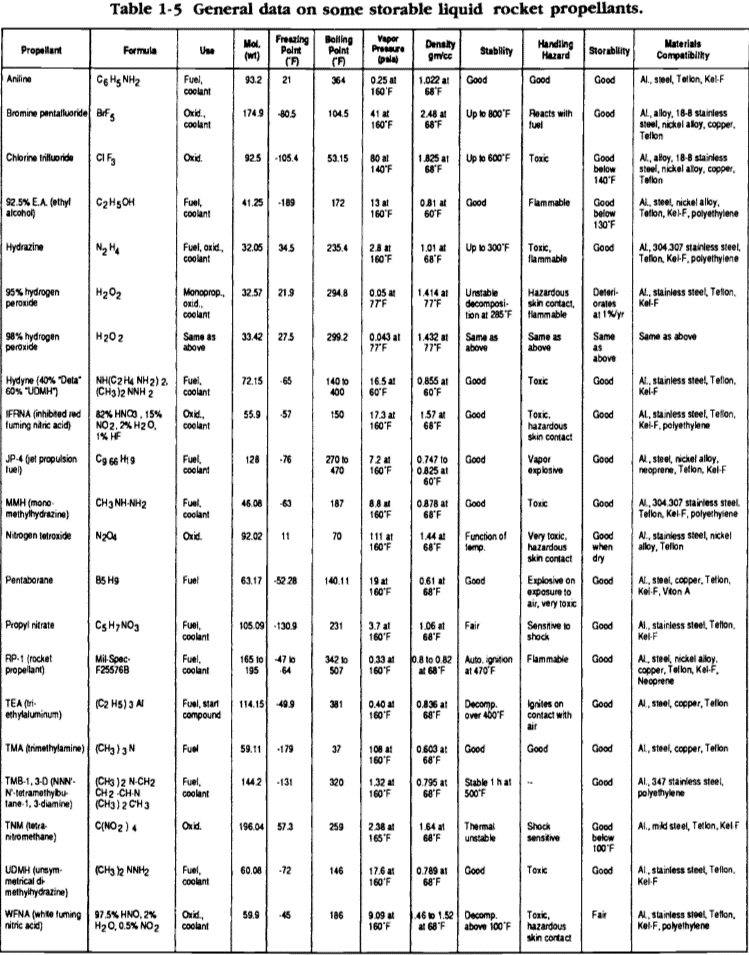 Table 1-5 General data on some storable liquid rocket propellants.
Propellant Formula Use Mol. (wt) Freezing Point (°F) Boiling Point (°F) Vapor Pressure (psia) Density gm/cc Stability Handling Hazard Storability Materials Compatibility
Aniline C6H5NH2 Fuel, 93.2 21 364 0.25 at 1.022 at Good Good Good Al., steel, Teflon, Kel-F
coolant 160°F 68°F
Bromine pentafluoride BrF5 Oxid., 174.9 -80.5 104.5 41 at 2.48 at Up to 800°F Reacts with Good Al., alloy, 18-8 stainless
coolant 160°F 68°F fuel steel, nickel alloy, copper,
Teflon
Chlorine trifluoride ClF3 Oxid. 92.5 -105.4 53.15 80 at 1.825 at Up to 600°F Toxic Good Al., alloy, 18-8 stainless
140°F 68°F below steel, nickel alloy, copper,
140°F Teflon
92.5% E.A. (ethyl C2H5OH Fuel, 41.25 -189 172 13 at 0.81 at Good Flammable Good Al., steel, nickel alloy,
alcohol) coolant 160°F 60°F below Teflon, Kel-F, polyethylene
130°F
Hydrazine N2H4 Fuel, oxid., 32.05 34.5 235.4 2.8 at 1.01 at Up to 300°F Toxic, Good Al., 304.307 stainless steel,
coolant 160°F 68°F flammable Teflon, Kel-F, polyethylene
95% hydrogen H2O2 Monoprop., 32.57 21.9 294.8 0.05 at 1.414 at Unstable Hazardous Deteri- Al., stainless steel, Teflon,
peroxide oxid., 77°F 77°F decomposi- skin contact, orates Kel-F
coolant tion at 285°F flammable at 1%/yr
98% hydrogen H2O2 Same as 33.42 27.5 299.2 0.043 at 1.432 at Same as Same as Same Same as above
peroxide above 77°F 77°F above above as
above
Hydyne (40% "Deta" NH(C2H4 NH2) 2, Fuel, 72.15 -65 140 to 16.5 at 0.855 at Good Toxic Good Al., stainless steel, Teflon,
60% "UDMH") (CH3)2 NNH 2 coolant 400 60°F 60°F Kel-F
IFRNA (inhibited red 82% HNO3, 15% Oxid., 55.9 -57 150 17.3 at 1.57 at Good Toxic, Good Al., stainless steel, Teflon,
fuming nitric acid) NO2, 2% H2O, coolant 160°F 68°F hazardous Kel-F, polyethylene
1% HF skin contact
JP-4 (jet propulsion C9.66H19 Fuel, 128 -76 270 to 7.2 at 0.747 to Good Vapor Good Al., steel, nickel alloy,
fuel) coolant 470 160°F 0.825 at explosive neoprene, Teflon, Kel-F
60°F
MMH (mono- CH3NH-NH2 Fuel, 46.08 -63 187 8.8 at 0.878 at Good Toxic Good Al., 304.307 stainless steel,
methylhydrazine) coolant 160°F 68°F Teflon, Kel-F, polyethylene
Nitrogen tetroxide N2O4 Oxid. 92.02 11 70 111 at 1.44 at Function of Very toxic, Good Al., stainless steel, nickel
160°F 68°F temp. hazardous when alloy, Teflon
skin contact dry
Pentaborane B5 H9 Fuel 63.17 -52.28 140.11 19 at 0.61 at Good Explosive on Good Al., steel, copper, Teflon,
160°F 68°F exposure to Kel-F, Viton A
air, very toxic
Propyl nitrate C5H7NO3 Fuel, 105.09 -130.9 231 3.7 at 1.06 at Fair Sensitive to Good Al., stainless steel, Teflon,
coolant 160°F 68°F shock Kel-F
RP-1 (rocket Mil-Spec- Fuel, 165 to -47 to 342 to 0.33 at 0.8 to 0.82 Auto. ignition Flammable Good Al., steel, nickel alloy,
propellant) F25576B coolant 195 -64 507 160°F at 68°F at 470°F copper, Teflon, Kel-F,
Neoprene
TEA (tri- (C2 H5) 3 Al Fuel, start 114.15 -49.9 381 0.40 at 0.836 at Decomp. Ignites on Good Al., steel, copper, Teflon
ethylaluminum) compound 160°F 68°F over 400°F contact with
air
TMA (trimethylamine) (CH3)3N Fuel 59.11 -179 37 108 at 0.603 at Good Good Good Al., steel, copper, Teflon
160°F 68°F
TMB-1, 3-D (NNN'- (CH3)2 N-CH2 Fuel, 144.2 -131 320 1.32 at 0.795 at Stable 1 h at -- Good Al., 347 stainless steel,
N'-tetramethylbu- CH2 -CH-N coolant 160°F 68°F 500°F polyethylene
tane-1, 3-diamine) (CH3)2 CH3
TNM (tetra- C(NO2) 4 Oxid. 196.04 57.3 259 2.38 at 1.64 at Thermal Shock Good Al., mild steel, Teflon, Kel F
nitromethane) 165°F 68°F unstable sensitive below
100°F
UDMH (unsym- (CH3)2 NNH2 Fuel, 60.08 -72 146 17.6 at 0.789 at Good Toxic Good Al., stainless steel, Teflon,
metrical di- coolant 160°F 68°F Kel-F
methylhydrazine)
WFNA (white fuming 97.5% HNO, 2% Oxid., 59.9 -45 186 9.09 at 1.46 to 1.52 Decomp. Toxic, Fair Al., stainless steel, Teflon,
nitric acid) H2O, 0.5% NO2 coolant 160°F at 68°F above 100°F hazardous Kel-F, polyethylene
skin contact